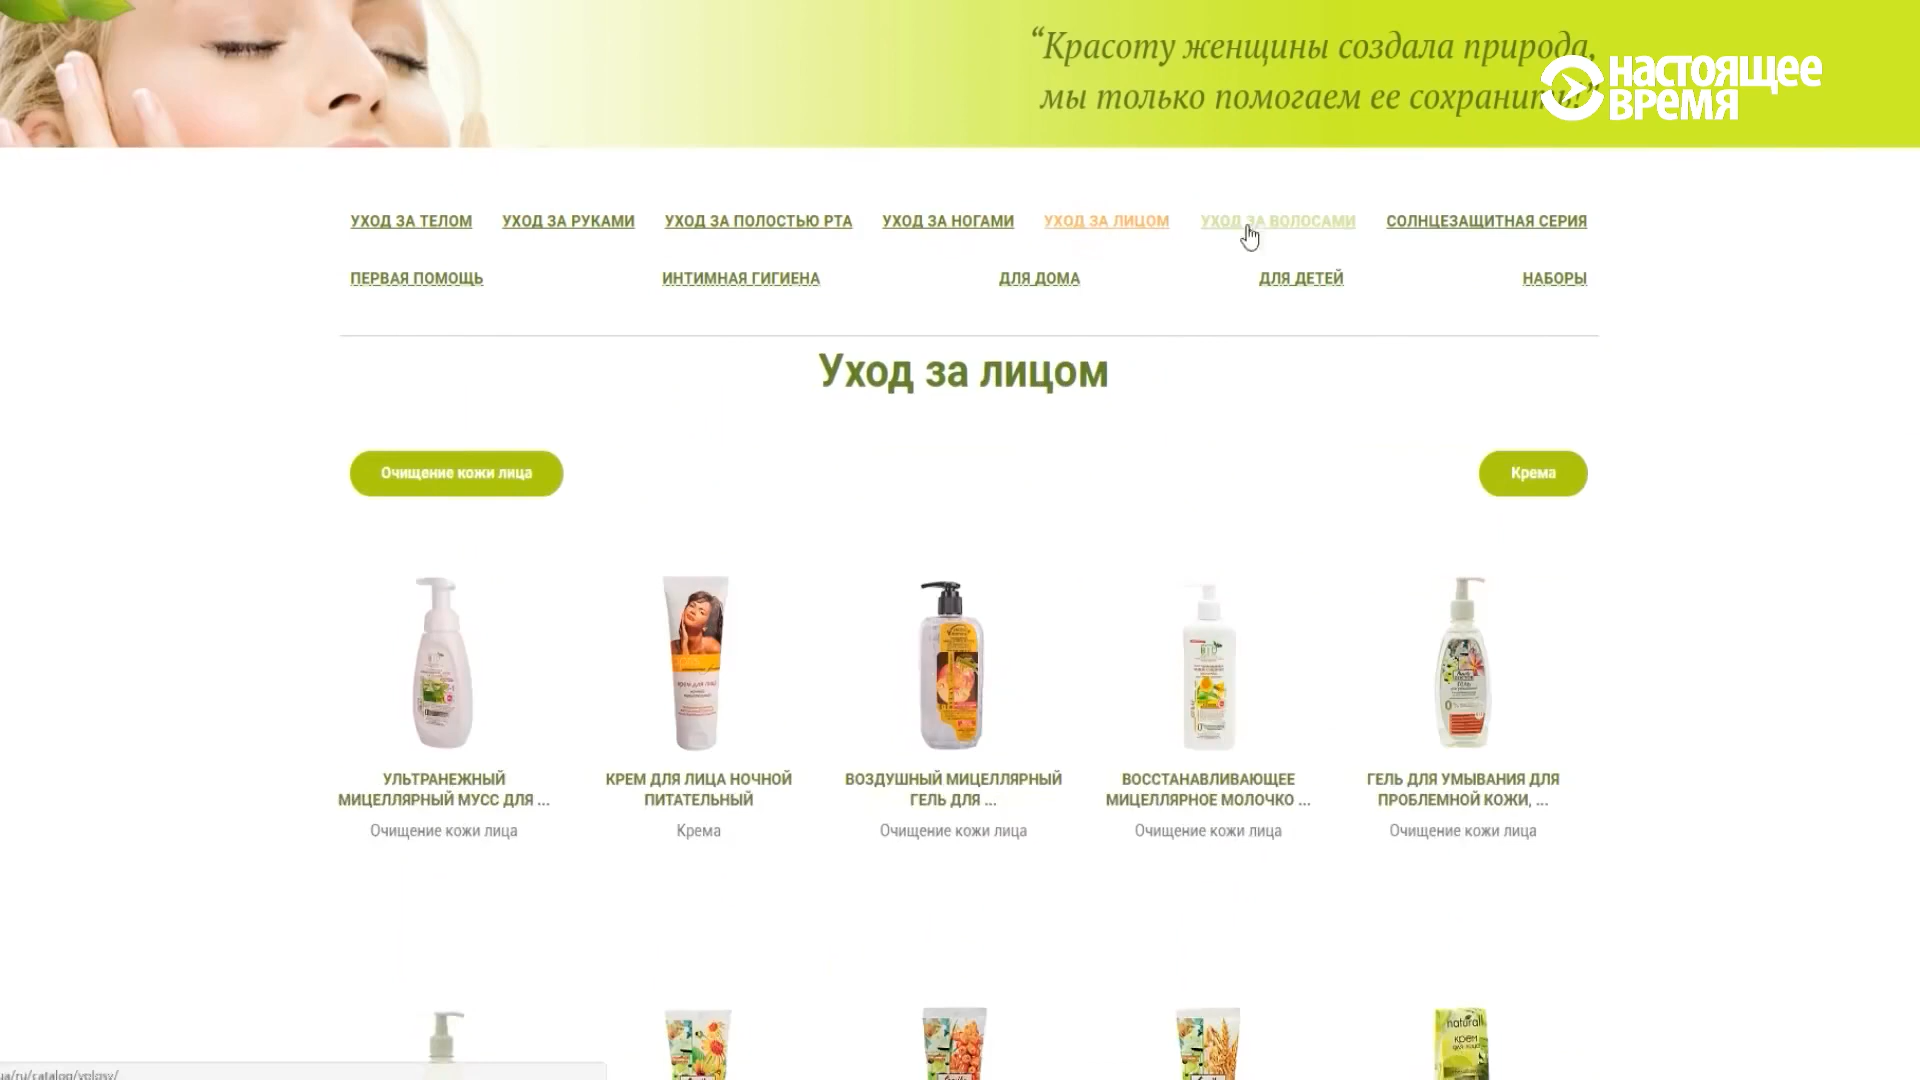 “Красоту женщины создала природа,
мы только помогаем ее сохранить!”
НАСТОЯЩЕЕ
ВРЕМЯ
УХОД ЗА ТЕЛОМ УХОД ЗА РУКАМИ УХОД ЗА ПОЛОСТЬЮ РТА УХОД ЗА НОГАМИ УХОД ЗА ЛИЦОМ УХОД ЗА ВОЛОСАМИ СОЛНЦЕЗАЩИТНАЯ СЕРИЯ
ПЕРВАЯ ПОМОЩЬ ИНТИМНАЯ ГИГИЕНА ДЛЯ ДОМА ДЛЯ ДЕТЕЙ НАБОРЫ
Уход за лицом
Очищение кожи лица Крема
УЛЬТРАНЕЖНЫЙ
МИЦЕЛЛЯРНЫЙ МУСС ДЛЯ ...
Очищение кожи лица
КРЕМ ДЛЯ ЛИЦА НОЧНОЙ
ПИТАТЕЛЬНЫЙ
Крема
ВОЗДУШНЫЙ МИЦЕЛЛЯРНЫЙ
ГЕЛЬ ДЛЯ ...
Очищение кожи лица
ВОССТАНАВЛИВАЮЩЕЕ
МИЦЕЛЛЯРНОЕ МОЛОЧКО ...
Очищение кожи лица
ГЕЛЬ ДЛЯ УМЫВАНИЯ ДЛЯ
ПРОБЛЕМНОЙ КОЖИ, ...
Очищение кожи лица
naturall
крем
ua/ru/catalog/volosy/